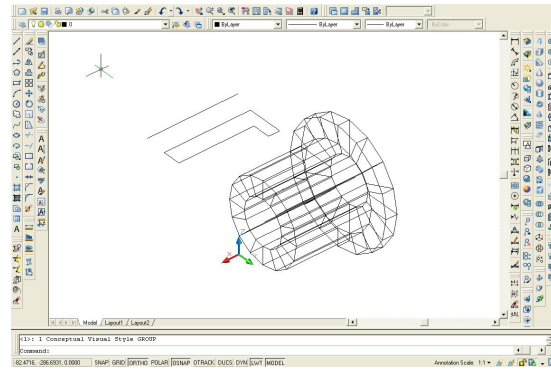 0
ByLayer
ByLayer
ByLayer
ByColor
Model
Layout1
Layout2
<1>: 1 Conceptual Visual Style GROUP
Command:
-82.4716, -286.6931, 0.0000
SNAP GRID ORTHO POLAR OSNAP OTRACK DUCS DYN LWT MODEL
Annotation Scale: 1:1